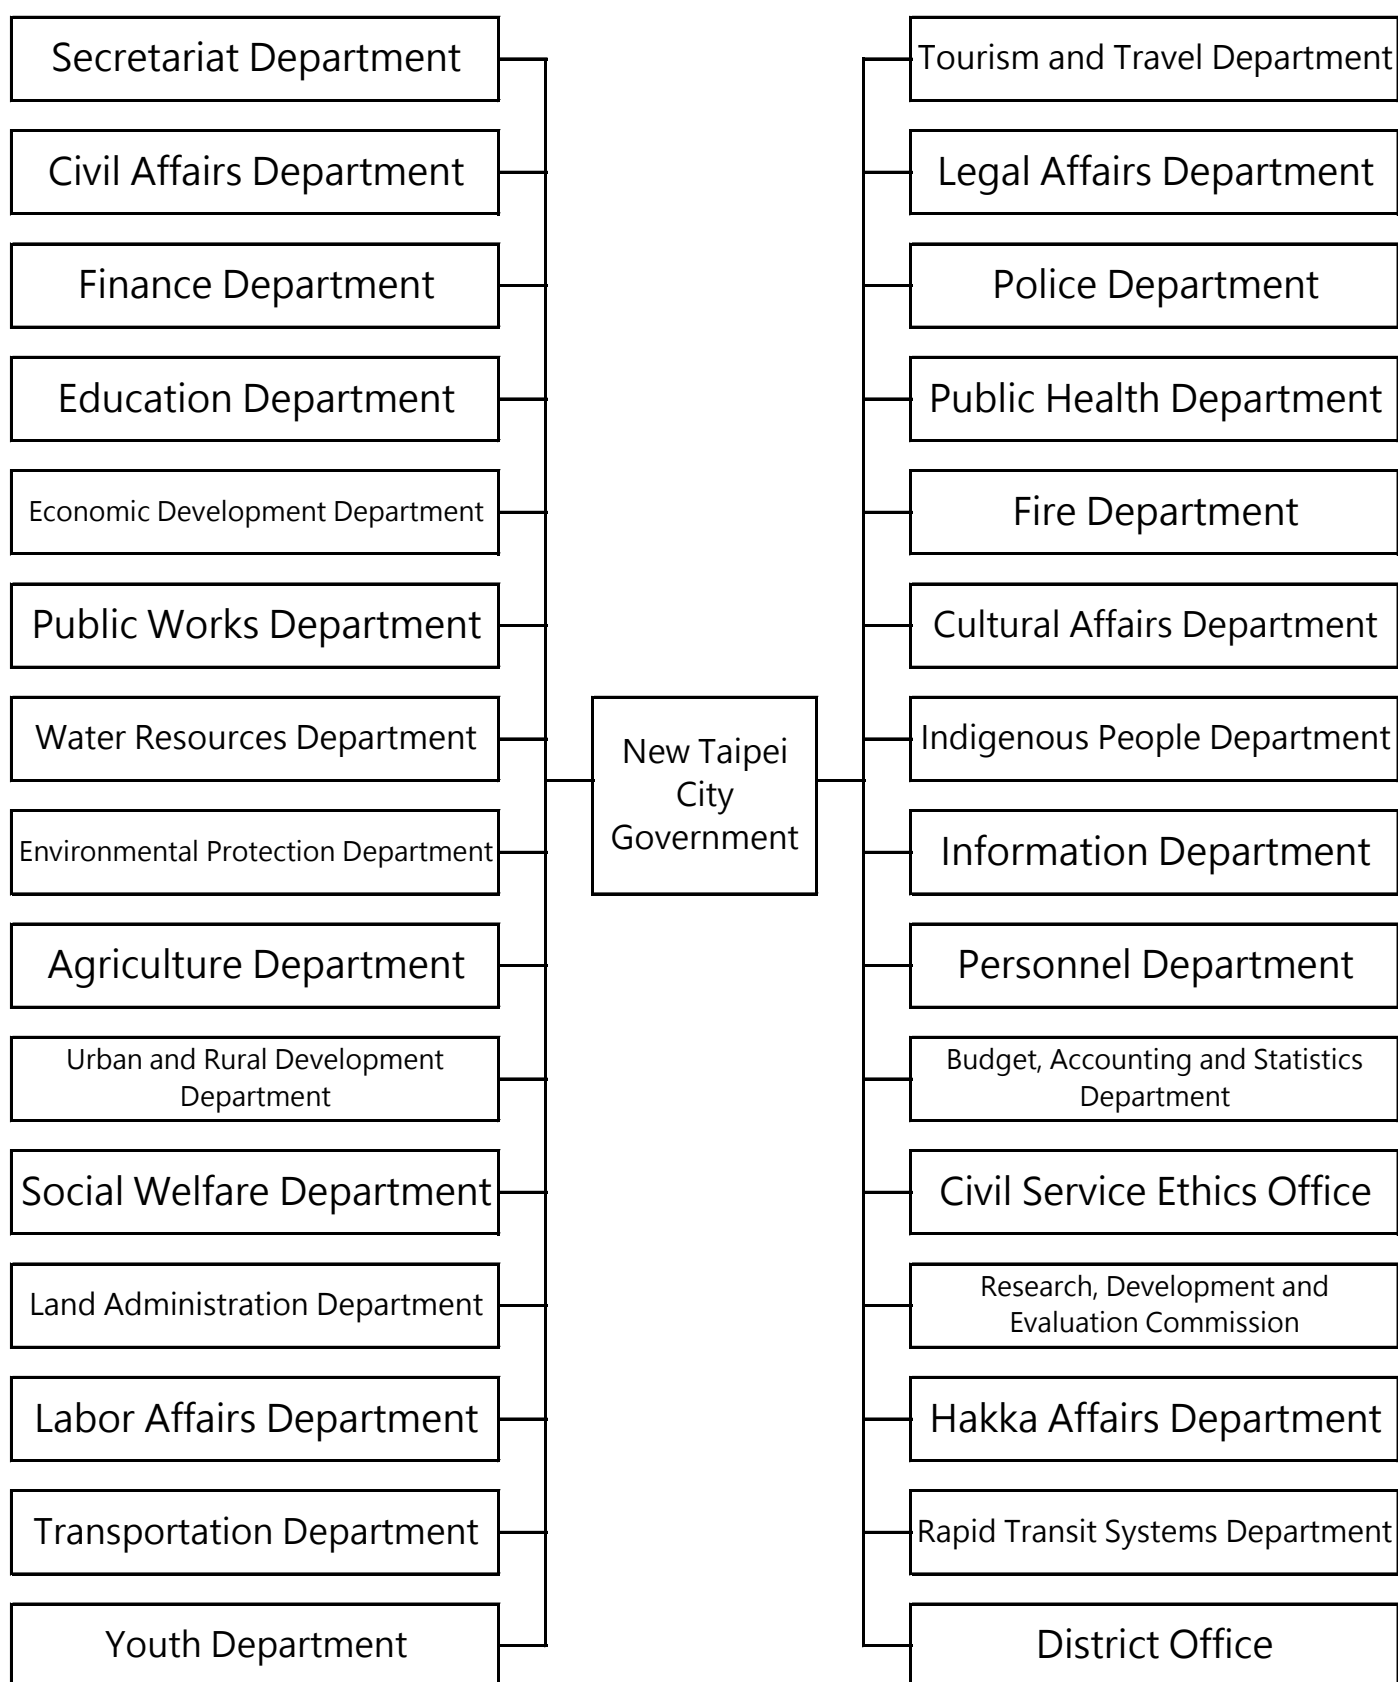 Secretariat Department
Civil Affairs Department
Finance Department
Education Department
Economic Development Department
Public Works Department
Water Resources Department
Environmental Protection Department
Agriculture Department
Urban and Rural Development
Department
Social Welfare Department
Land Administration Department
Labor Affairs Department
Transportation Department
Youth Department
New Taipei
City
Government
Tourism and Travel Department
Legal Affairs Department
Police Department
Public Health Department
Fire Department
Cultural Affairs Department
Indigenous People Department
Information Department
Personnel Department
Budget, Accounting and Statistics
Department
Civil Service Ethics Office
Research, Development and
Evaluation Commission
Hakka Affairs Department
Rapid Transit Systems Department
District Office